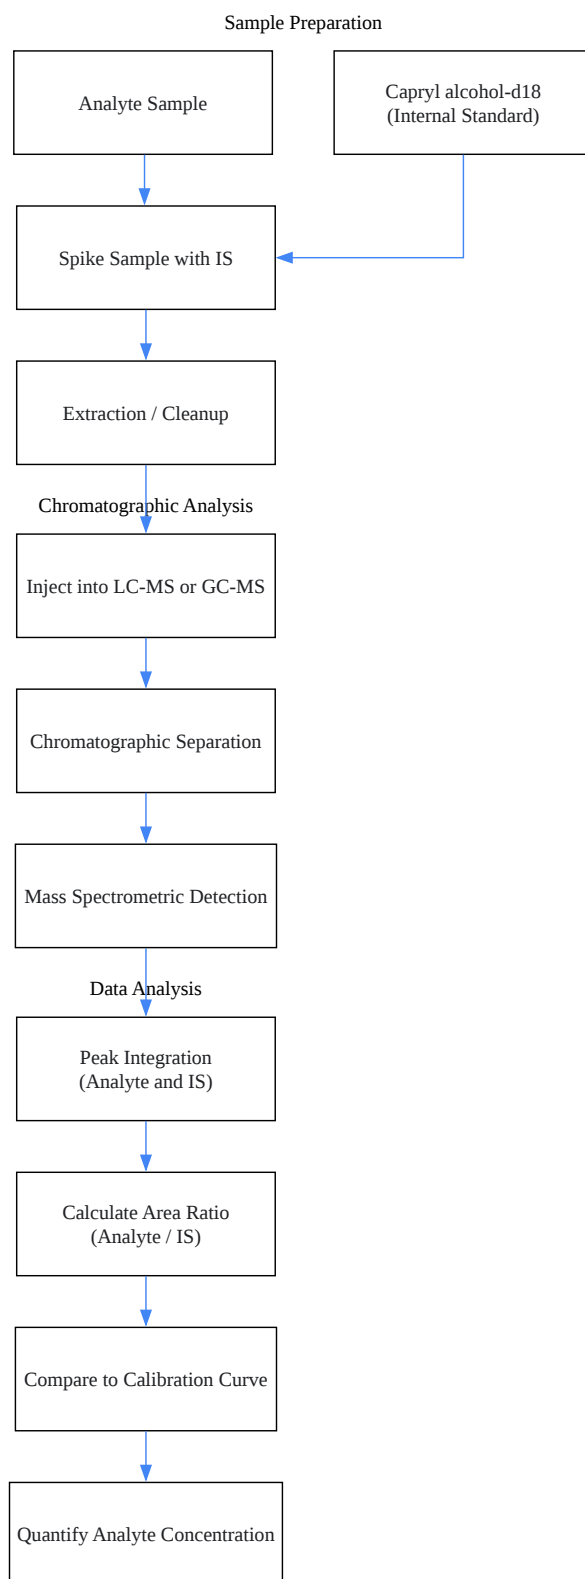 Sample Preparation
Analyte Sample
Capryl alcohol-d18
(Internal Standard)
Spike Sample with IS
Extraction / Cleanup
Chromatographic Analysis
Inject into LC-MS or GC-MS
Chromatographic Separation
Mass Spectrometric Detection
Data Analysis
Peak Integration
(Analyte and IS)
Calculate Area Ratio
(Analyte / IS)
Compare to Calibration Curve
Quantify Analyte Concentration